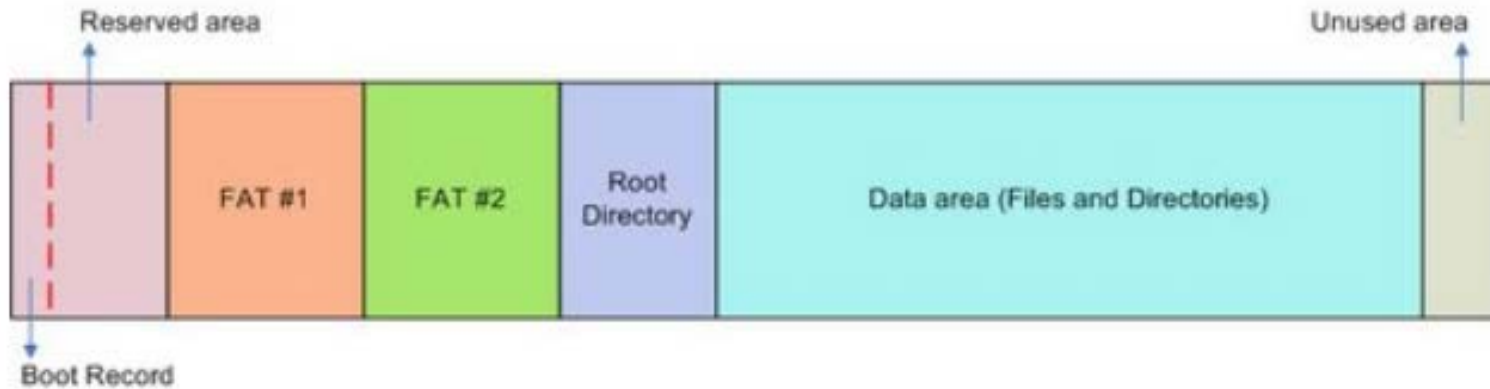 Reserved area
Unused area
FAT #1
FAT #2
Root
Directory
Data area (Files and Directories)
Boot Record